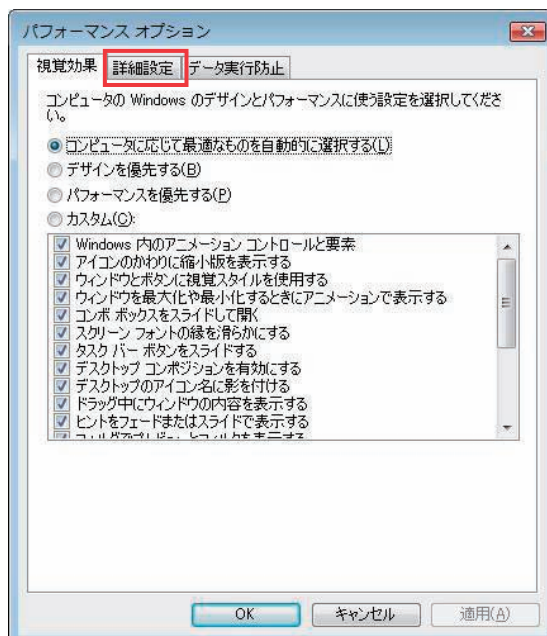 パフォーマンス オプション
視覚効果 詳細設定 データ実行防止
コンピュータの Windows のデザインとパフォーマンスに使う設定を選択してくださ
い。
コンピュータに応じて最適なものを自動的に選択する(L)
デザインを優先する(B)
パフォーマンスを優先する(P)
カスタム(C):
Windows 内のアニメーション コントロールと要素
アイコンのかわりに縮小版を表示する
ウィンドウとボタンに視覚スタイルを使用する
ウィンドウを最大化や最小化するときにアニメーションで表示する
コンボ ボックスをスライドして開く
スクリーン フォントの縁を滑らかにする
タスク バー ボタンをスライドする
デスクトップ コンポジションを有効にする
デスクトップのアイコン名に影を付ける
ドラッグ中にウィンドウの内容を表示する
ヒントをフェードまたはスライドで表示する
OK キャンセル 適用(A)